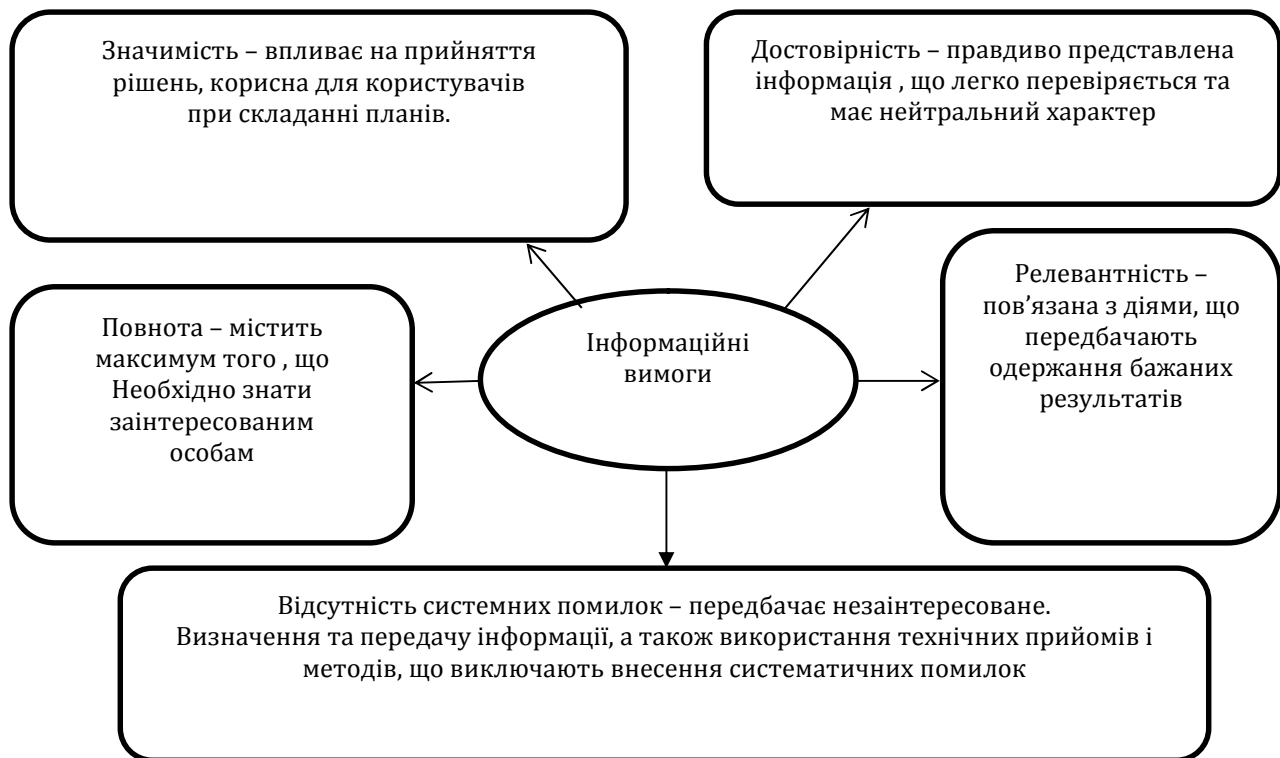 Значимість – впливає на прийняття
рішень, корисна для користувачів
при складанні планів.
Достовірність – правдиво представлена
інформація , що легко перевіряється та
має нейтральний характер
Повнота – містить
максимум того , що
Необхідно знати
заінтересованим
особам
Інформаційні
вимоги
Релевантність –
пов’язана з діями, що
передбачають
одержання бажаних
результатів
Відсутність системних помилок – передбачає незаінтересоване.
Визначення та передачу інформації, а також використання технічних прийомів і
методів, що виключають внесення систематичних помилок